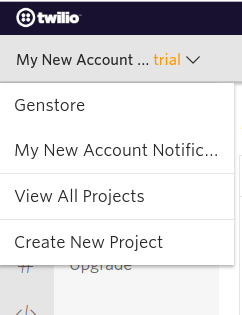 twilio
My New Account ... trial
Genstore
My New Account Notific...
View All Projects
Create New Project
#
Upgrade
</>